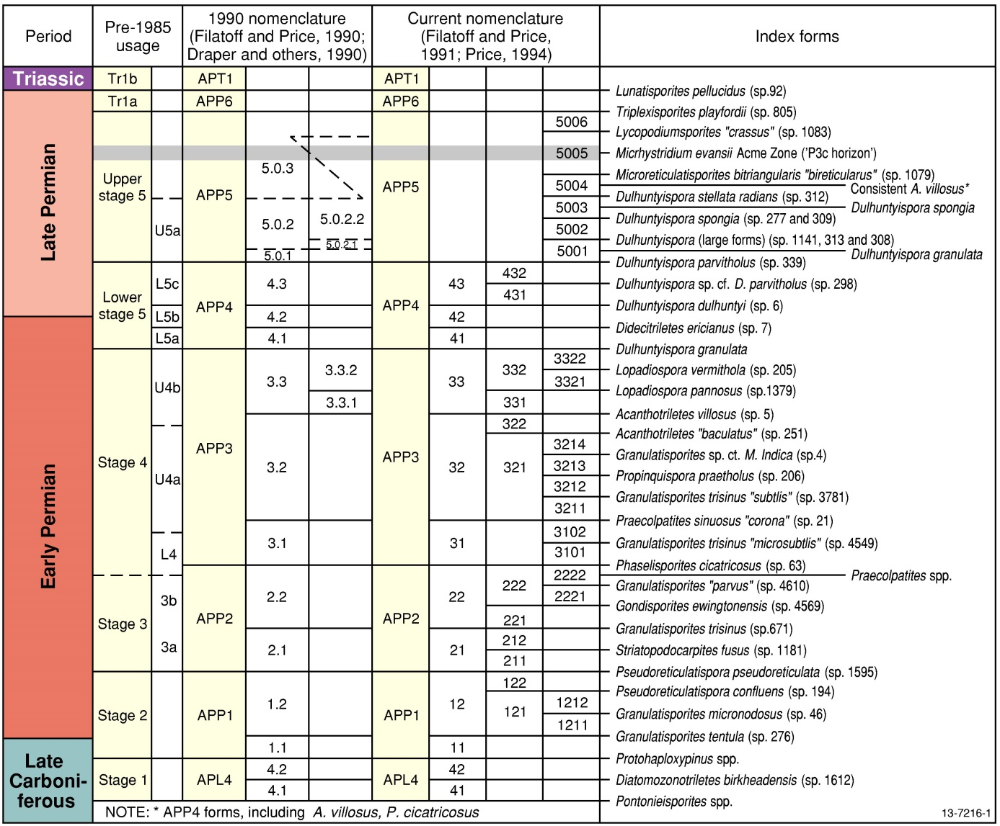 Period
Pre-1985
usage
1990 nomenclature
(Filatoff and Price, 1990;
Draper and others, 1990)
Current nomenclature
(Filatoff and Price,
1991; Price, 1994)
Index forms
Triassic
Tr1b
APT1
APT1
Lunatisporites pellucidus (sp.92)
Late Permian
Tr1a
APP6
APP6
Triplexisporites playfordii (sp. 805)
Upper
stage 5
U5a
APP5
5.0.3
5.0.2
5.0.2.2
5.0.2.1
5.0.1
APP5
5006
Lycopodiumsporites "crassus" (sp. 1083)
5005
Micrhystridium evansii Acme Zone ('P3c horizon')
Microreticulatisporites bitriangularis "bireticularus" (sp. 1079)
5004
Consistent A. villosus*
Dulhuntyispora stellata radians (sp. 312)
5003
Dulhuntyispora spongia
Dulhuntyispora spongia (sp. 277 and 309)
5002
Dulhuntyispora (large forms) (sp. 1141, 313 and 308)
5001
Dulhuntyispora granulata
Dulhuntyispora parvitholus (sp. 339)
Lower
stage 5
L5c
L5b
L5a
APP4
4.3
4.2
4.1
APP4
43
432
Dulhuntyispora sp. cf. D. parvitholus (sp. 298)
431
Dulhuntyispora dulhuntyi (sp. 6)
42
Didecitriletes ericianus (sp. 7)
41
Dulhuntyispora granulata
Early Permian
Stage 4
U4b
U4a
L4
APP3
3.3
3.3.2
3.3.1
3.2
3.1
APP3
33
332
3322
Lopadiospora vermithola (sp. 205)
3321
Lopadiospora pannosus (sp.1379)
331
Acanthotriletes villosus (sp. 5)
32
322
Acanthotriletes "baculatus" (sp. 251)
321
3214
Granulatisporites sp. ct. M. Indica (sp.4)
3213
Propinquispora praetholus (sp. 206)
3212
Granulatisporites trisinus "subtlis" (sp. 3781)
3211
Praecolpatites sinuosus "corona" (sp. 21)
31
3102
Granulatisporites trisinus "microsubtlis" (sp. 4549)
3101
Phaselisporites cicatricosus (sp. 63)
Stage 3
3b
3a
APP2
2.2
2.1
APP2
22
222
2222
Praecolpatites spp.
Granulatisporites "parvus" (sp. 4610)
2221
Gondisporites ewingtonensis (sp. 4569)
221
Granulatisporites trisinus (sp.671)
21
212
Striatopodocarpites fusus (sp. 1181)
211
Pseudoreticulatispora pseudoreticulata (sp. 1595)
Stage 2
APP1
1.2
1.1
APP1
12
122
Pseudoreticulatispora confluens (sp. 194)
121
1212
Granulatisporites micronodosus (sp. 46)
1211
Granulatisporites tentula (sp. 276)
11
Protohaploxypinus spp.
Late
Carboni-
ferous
Stage 1
APL4
4.2
4.1
APL4
42
Diatomozonotriletes birkheadensis (sp. 1612)
41
Pontonieisporites spp.
NOTE: * APP4 forms, including A. villosus, P. cicatricosus
13-7216-1